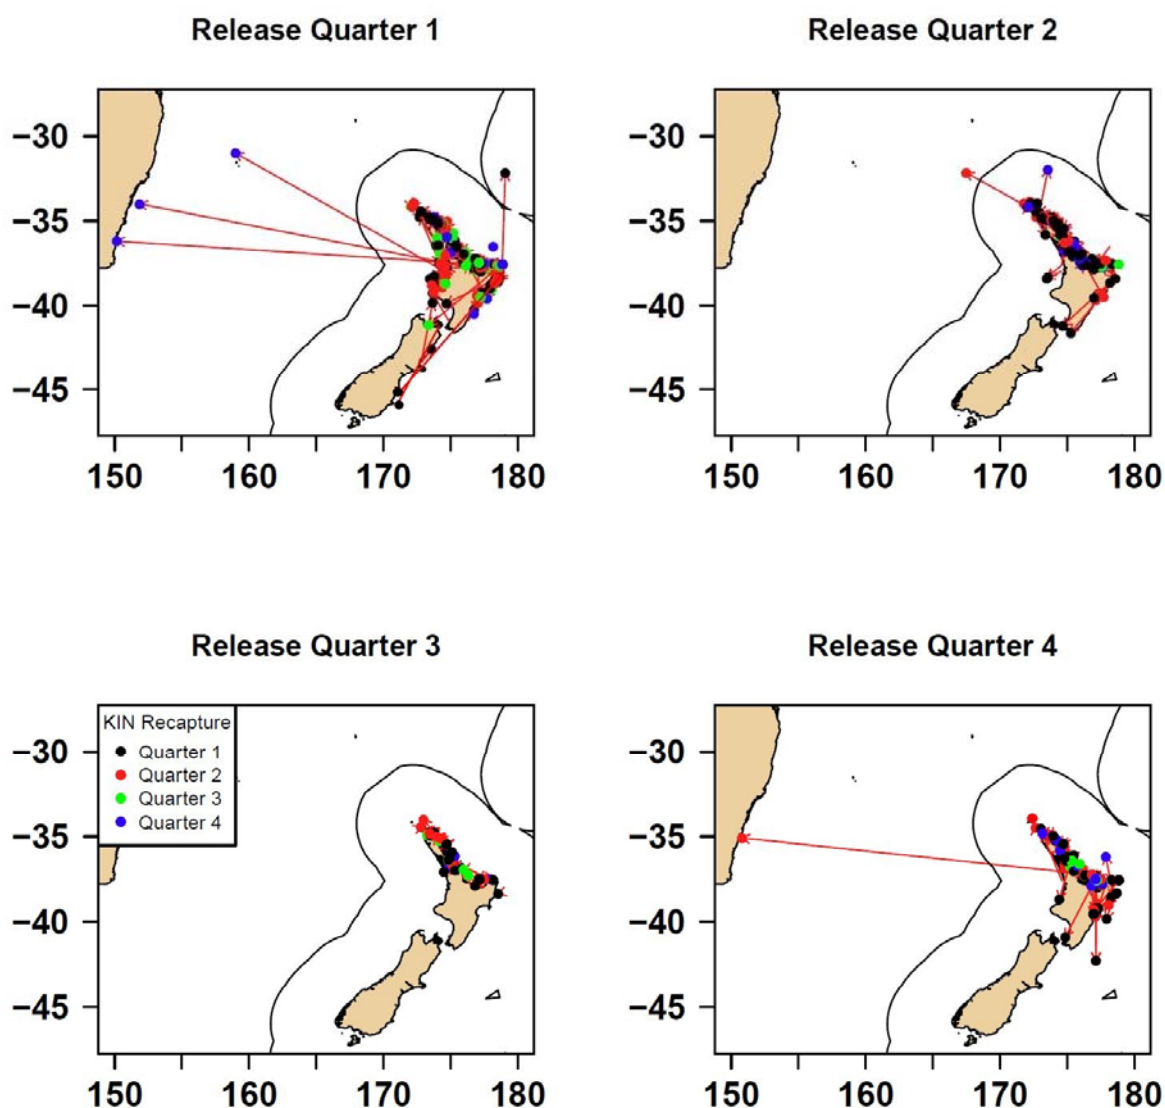 Release Quarter 1
−30
−35
−40
−45
150 160 170 180
Release Quarter 2
−30
−35
−40
−45
150 160 170 180
Release Quarter 3
−30
−35
−40
−45
150 160 170 180
KIN Recapture
Quarter 1
Quarter 2
Quarter 3
Quarter 4
Release Quarter 4
−30
−35
−40
−45
150 160 170 180